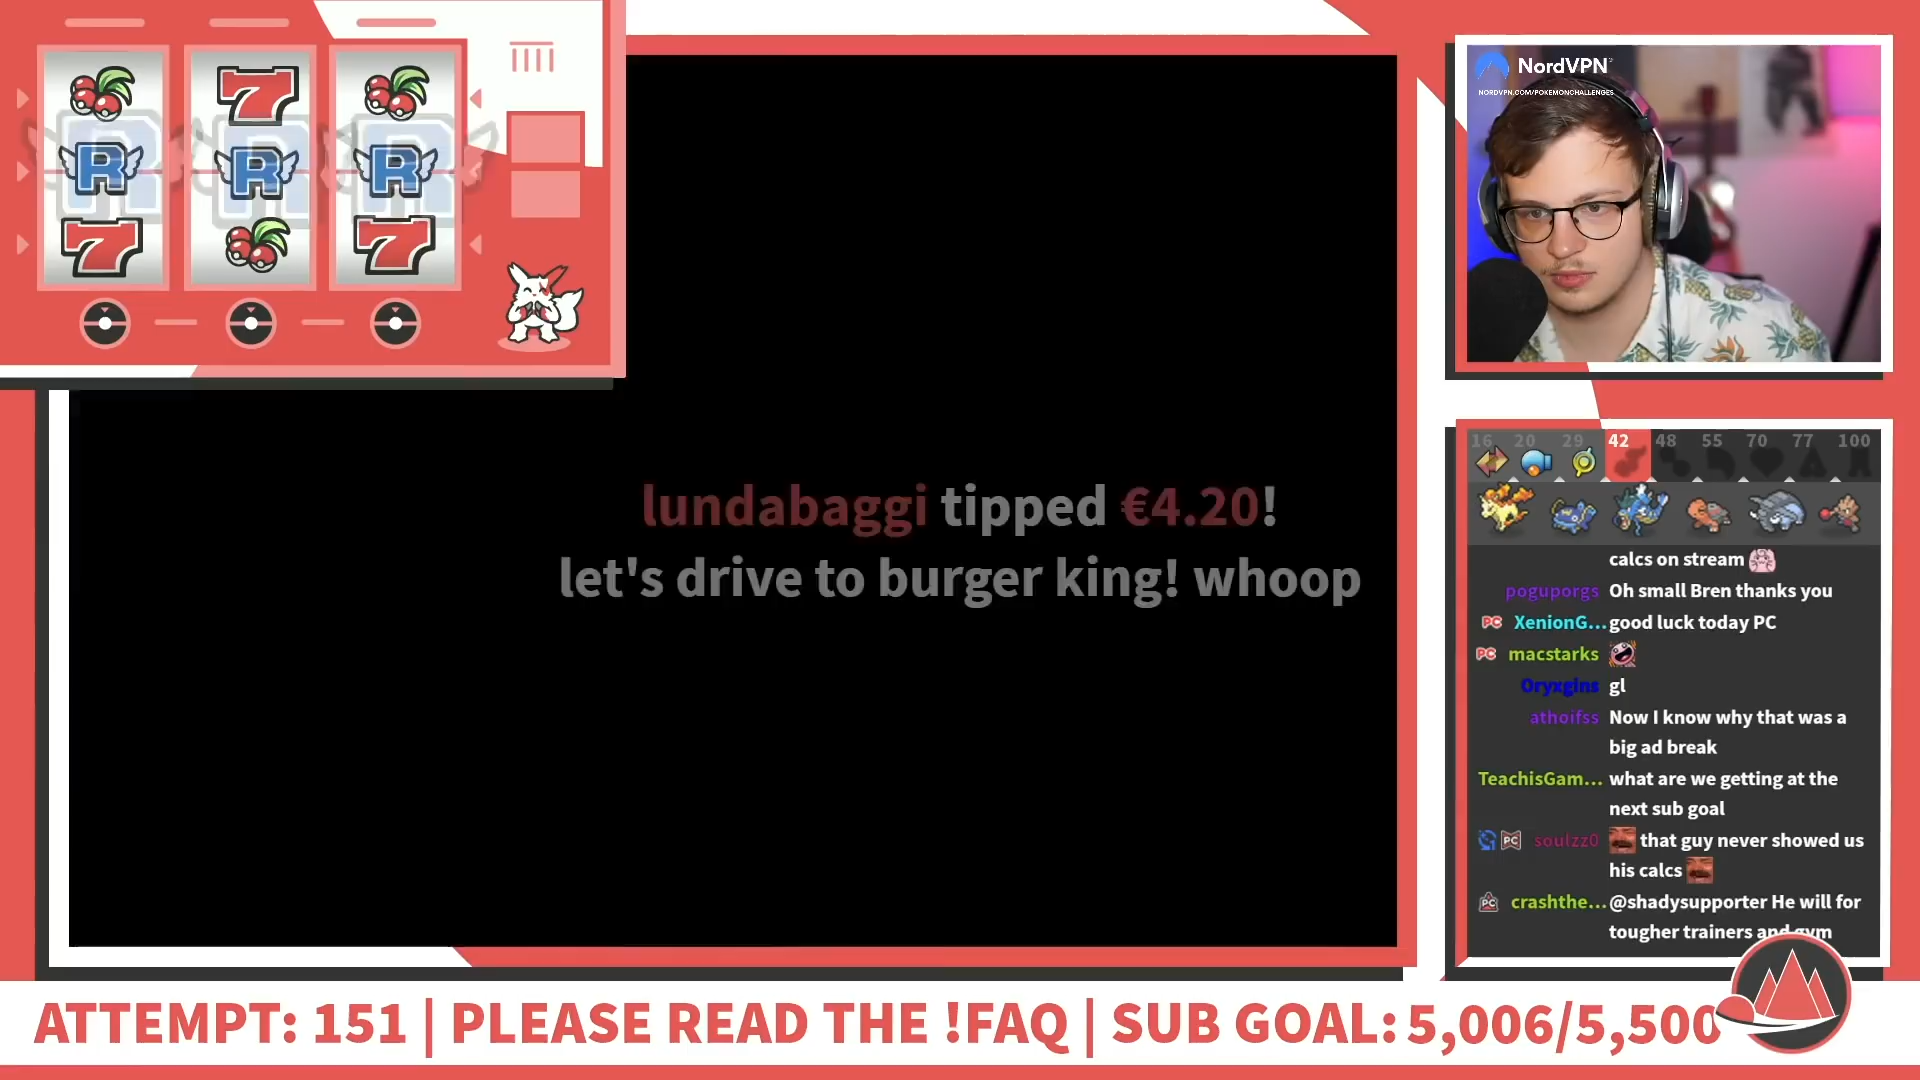 NordVPN
NORDVPN.COM/POKEMONCHALLENGES
lundabaggi tipped €4.20!
let's drive to burger king! whoop
16 20 29 42 48 55 70 77 100
calcs on stream
poguporgs Oh small Bren thanks you
PC XenionG... good luck today PC
PC macstarks
Oryxgins gl
athoifss Now I know why that was a
big ad break
TeachisGam... what are we getting at the
next sub goal
PC soulzz0 that guy never showed us
his calcs
PC crashthe... @shadysupporter He will for
tougher trainers and gym
ATTEMPT: 151 | PLEASE READ THE !FAQ | SUB GOAL: 5,006/5,500